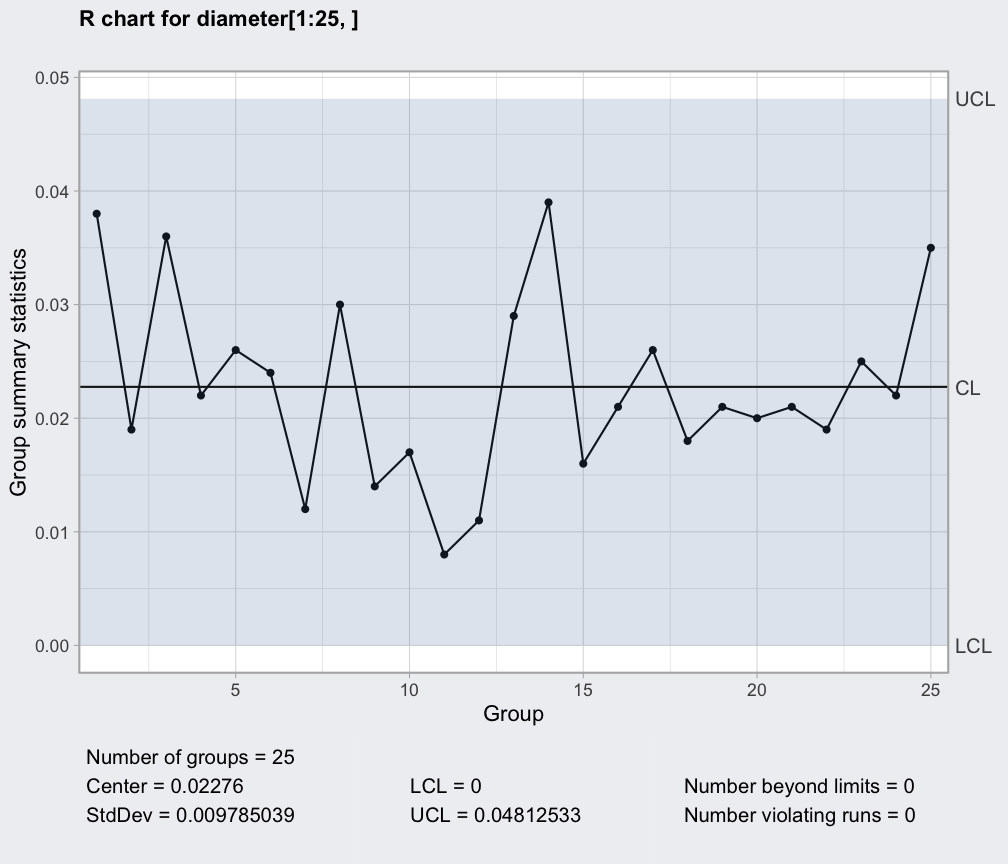 R chart for diameter[1:25, ]
0.05
UCL
0.04
0.03
CL
0.02
0.01
0.00
LCL
Group summary statistics
5 10 15 20 25
Group
Number of groups = 25
Center = 0.02276 LCL = 0 Number beyond limits = 0
StdDev = 0.009785039 UCL = 0.04812533 Number violating runs = 0